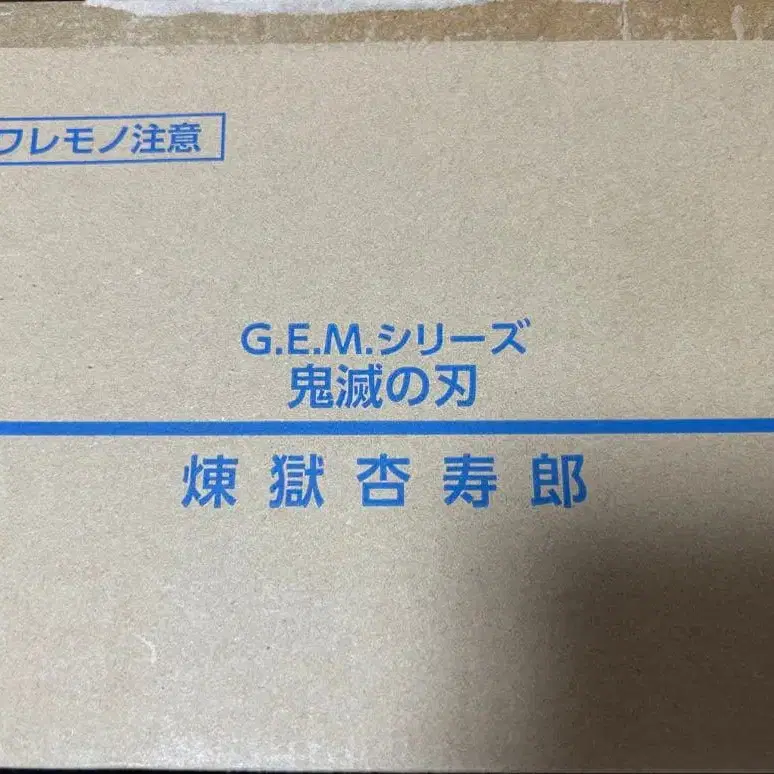 ワレモノ注意
G.E.M.シリーズ
鬼滅の刃
煉獄杏寿郎